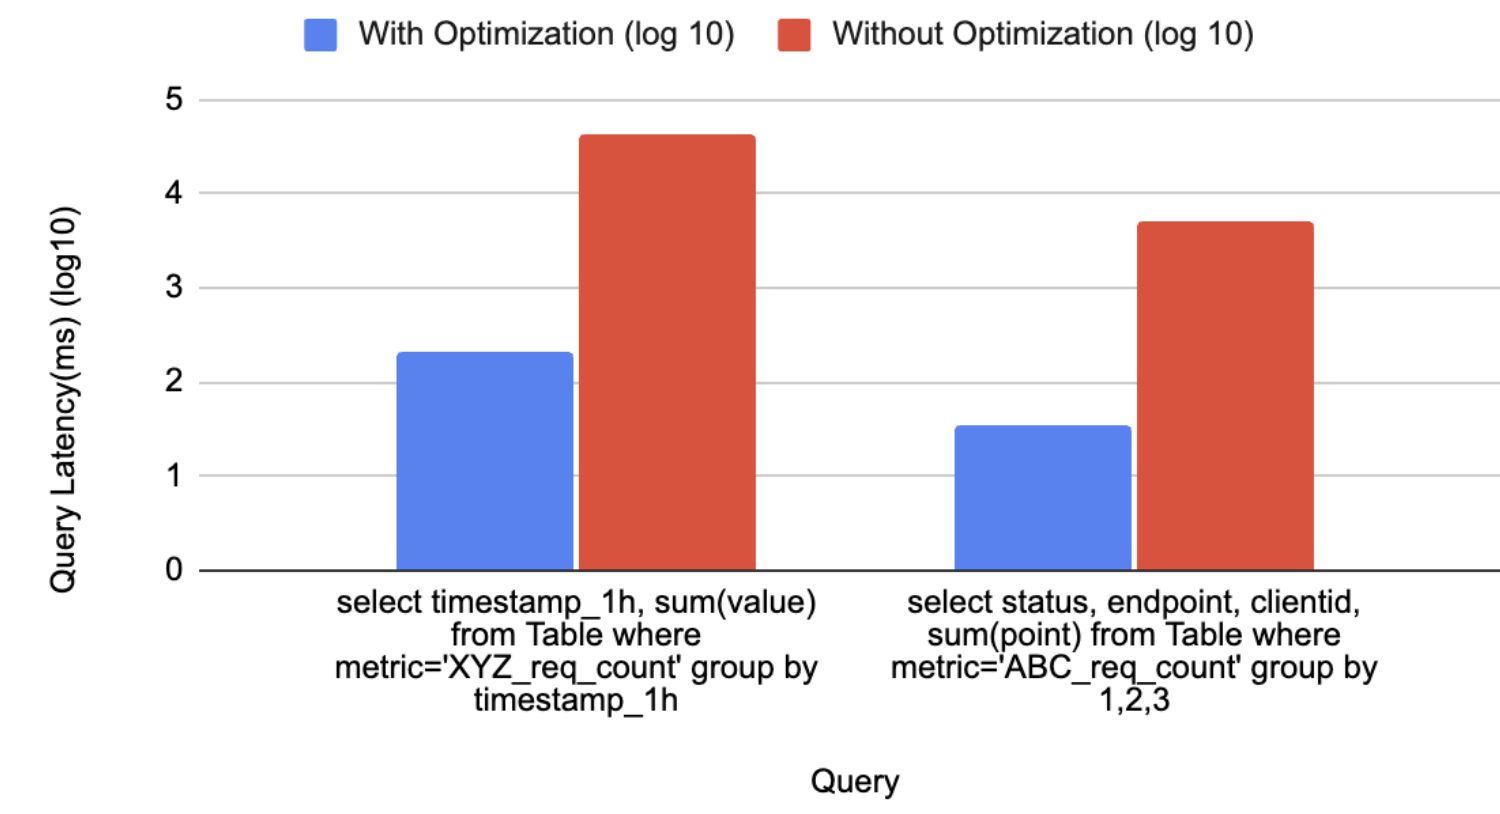 With Optimization (log 10)
Without Optimization (log 10)
5
4
3
2
1
0
Query Latency(ms) (log10)
select timestamp_1h, sum(value)
from Table where
metric='XYZ_req_count' group by
timestamp_1h
select status, endpoint, clientid,
sum(point) from Table where
metric='ABC_req_count' group by
1,2,3
Query